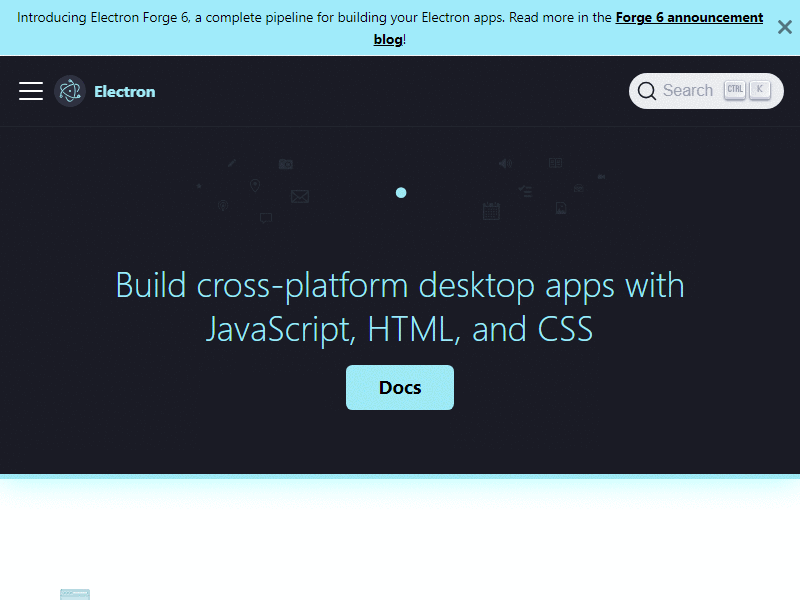 Introducing Electron Forge 6, a complete pipeline for building your Electron apps. Read more in the Forge 6 announcement
blog!
Electron
Search CTRL K
Build cross-platform desktop apps with
JavaScript, HTML, and CSS
Docs